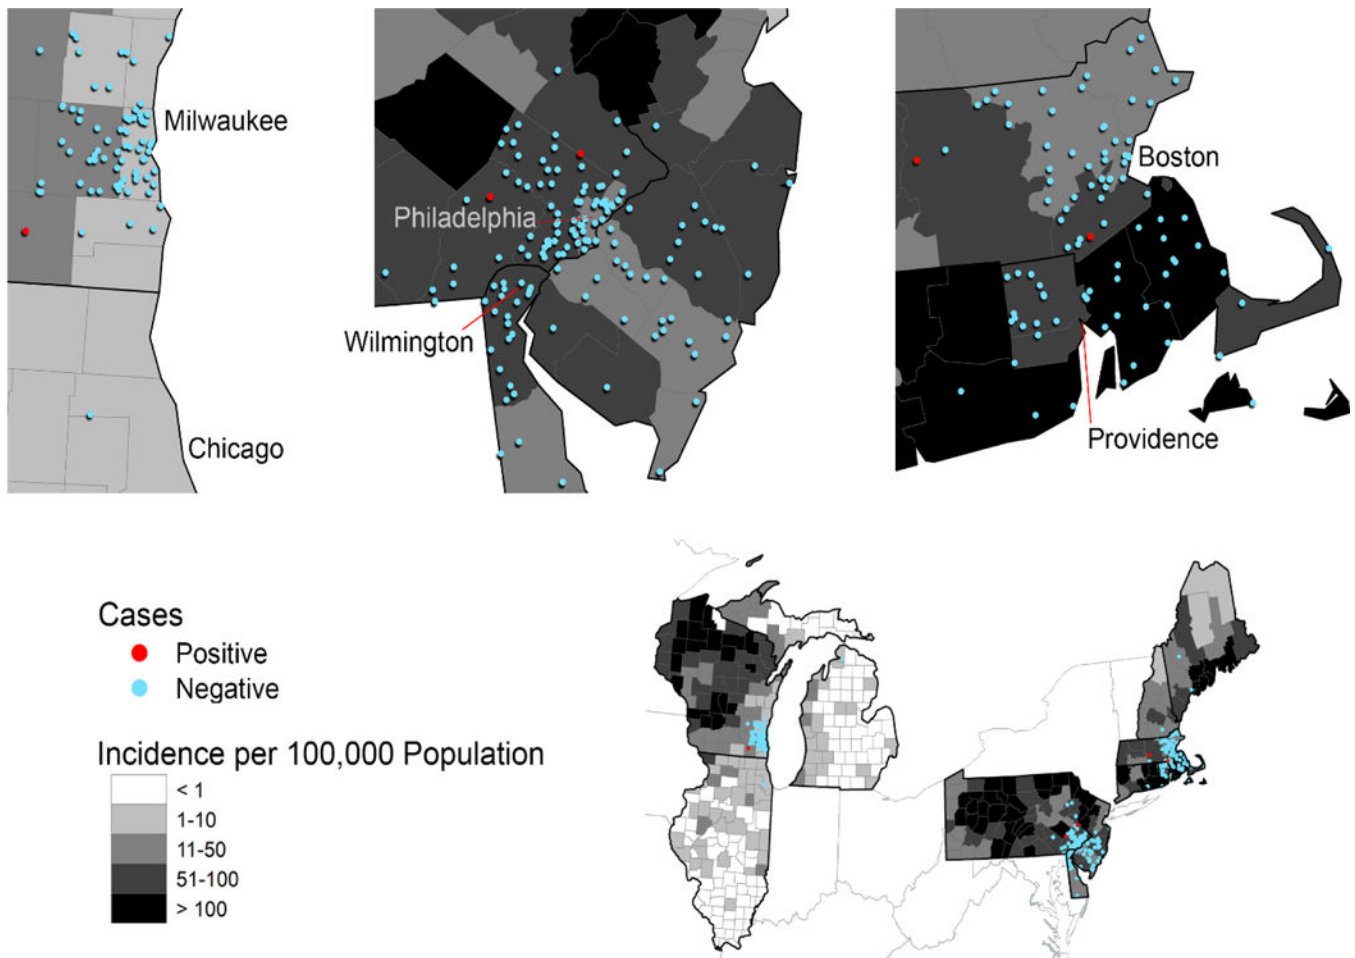 Milwaukee
Chicago
Philadelphia
Wilmington
Boston
Providence
Cases
Positive
Negative
Incidence per 100,000 Population
< 1
1-10
11-50
51-100
> 100